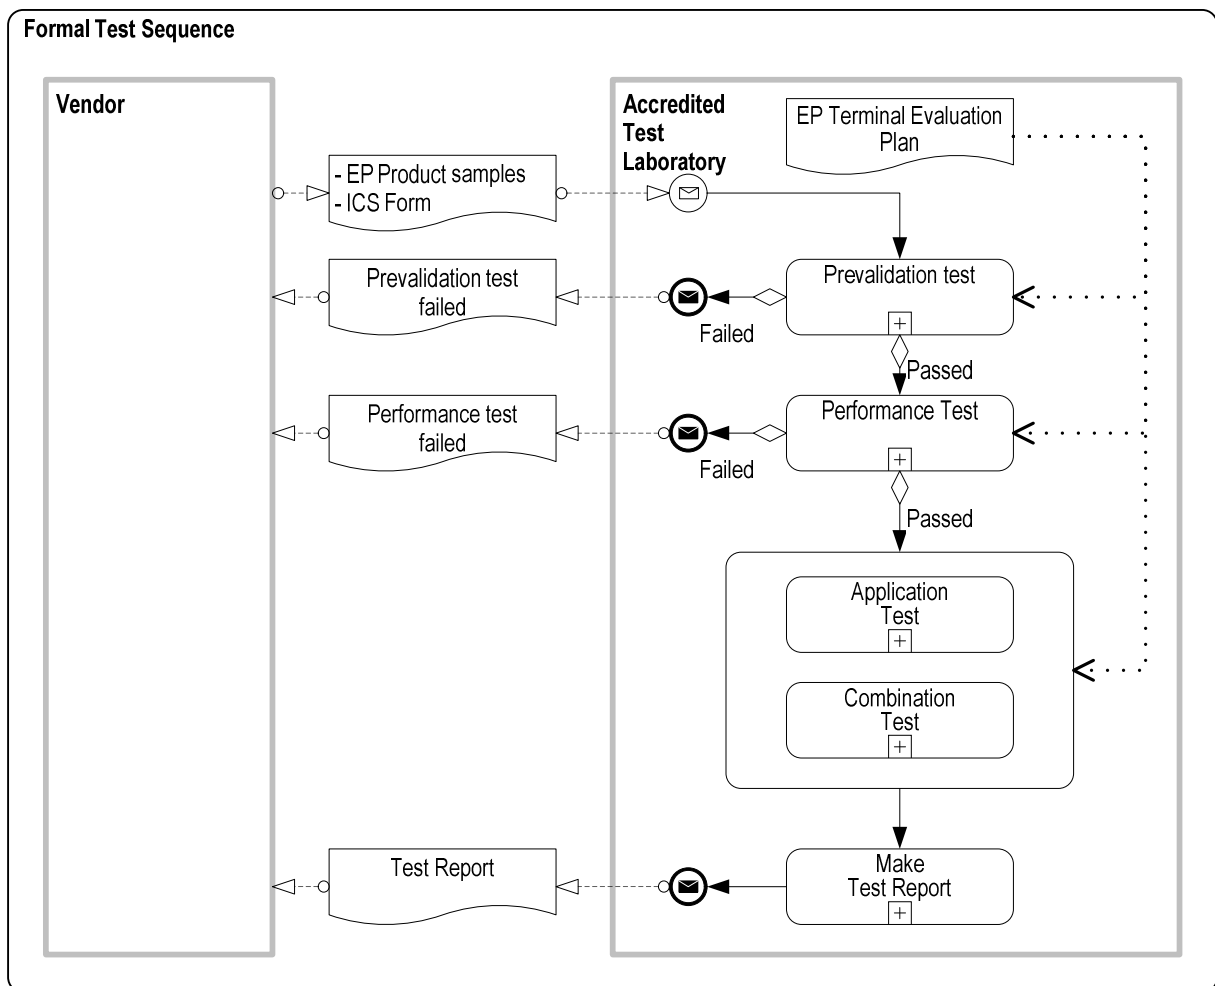 Formal Test Sequence
Vendor
Accredited
Test
Laboratory
EP Terminal Evaluation
Plan
- EP Product samples
- ICS Form
Prevalidation test
failed
Failed
Prevalidation test
Passed
Performance test
failed
Failed
Performance Test
Passed
Application
Test
Combination
Test
Test Report
Make
Test Report